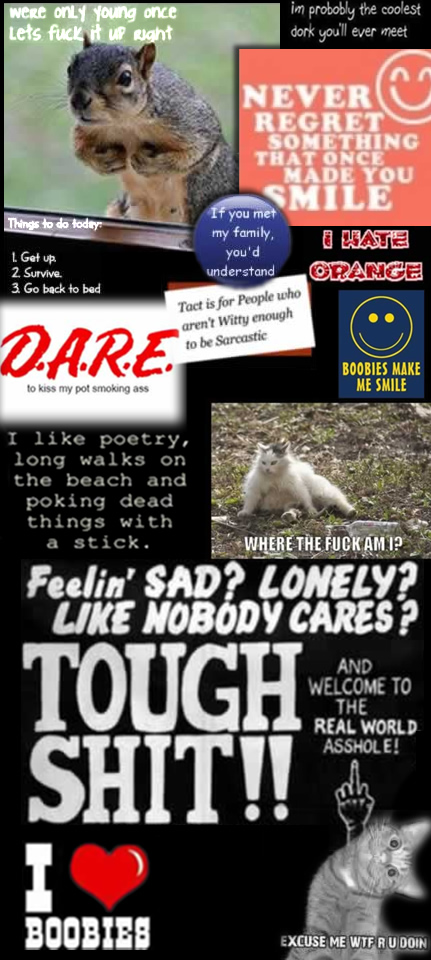 were only young once
Lets fuck it up right
im probobly the coolest
dork you'll ever meet
NEVER
REGRET
SOMETHING
THAT ONCE
MADE YOU
SMILE
Things to do today:
1. Get up.
2. Survive.
3. Go back to bed
If you met
my family,
you'd
understand
I HATE
ORANGE
Tact is for People who
aren't Witty enough
to be Sarcastic
D.A.R.E.
to kiss my pot smoking ass
BOOBIES MAKE
ME SMILE
I like poetry,
long walks on
the beach and
poking dead
things with
a stick.
WHERE THE FUCK AM I?
Feelin' SAD? LONELY?
LIKE NOBODY CARES?
TOUGH
SHIT!!
AND
WELCOME TO
THE
REAL WORLD
ASSHOLE!
I
BOOBIES
EXCUSE ME WTF R U DOIN